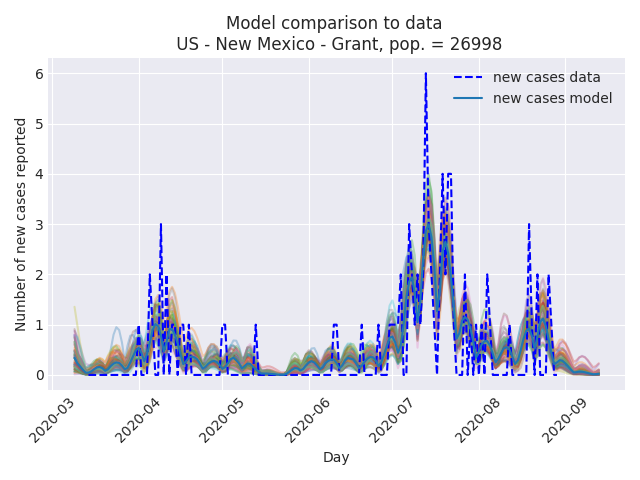 Model comparison to data
US - New Mexico - Grant, pop. = 26998
new cases data
new cases model
Number of new cases reported
6
5
4
3
2
1
0
2020-03
2020-04
2020-05
2020-06
2020-07
2020-08
2020-09
Day